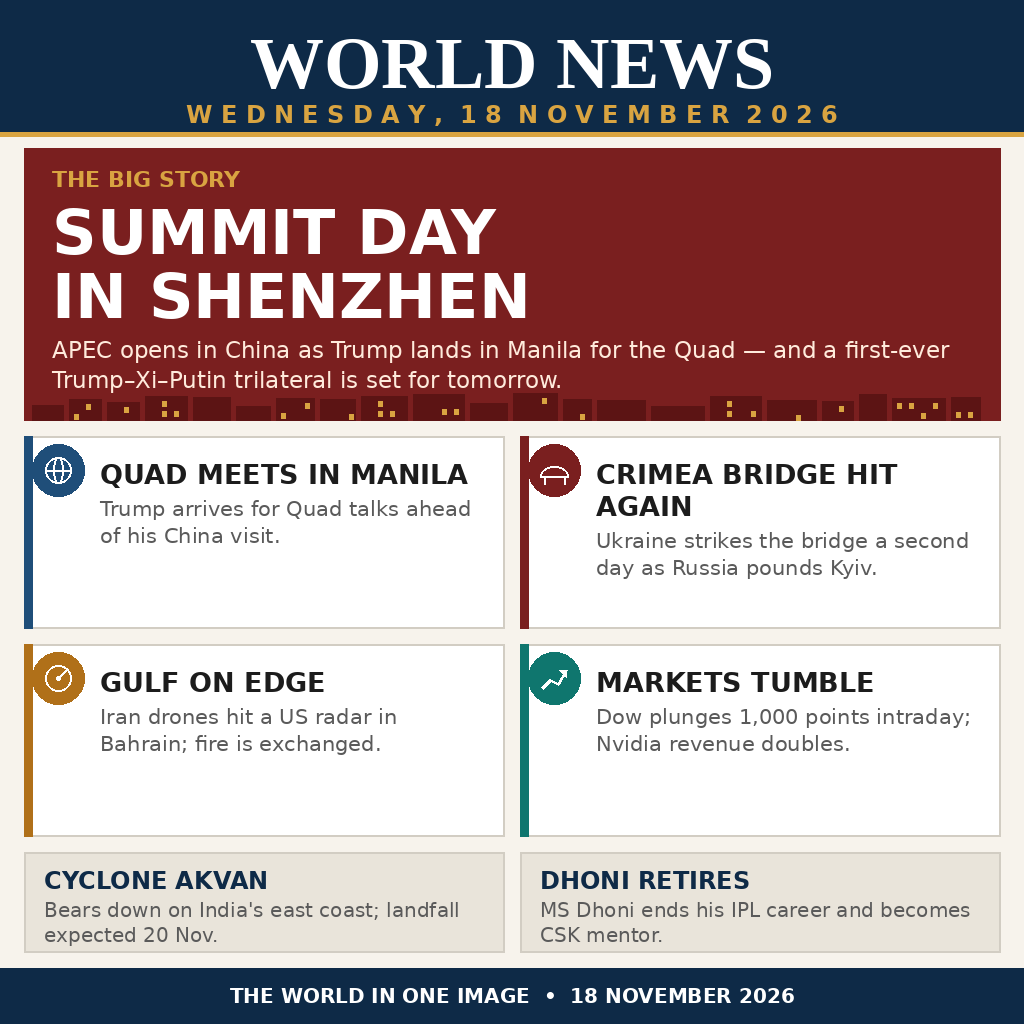 WORLD NEWS
WEDNESDAY, 18 NOVEMBER 2026
THE BIG STORY
SUMMIT DAY
IN SHENZHEN
APEC opens in China as Trump lands in Manila for the Quad — and a first-ever
Trump–Xi–Putin trilateral is set for tomorrow.
QUAD MEETS IN MANILA
Trump arrives for Quad talks ahead
of his China visit.
CRIMEA BRIDGE HIT
AGAIN
Ukraine strikes the bridge a second
day as Russia pounds Kyiv.
GULF ON EDGE
Iran drones hit a US radar in
Bahrain; fire is exchanged.
MARKETS TUMBLE
Dow plunges 1,000 points intraday;
Nvidia revenue doubles.
CYCLONE AKVAN
Bears down on India's east coast; landfall
expected 20 Nov.
DHONI RETIRES
MS Dhoni ends his IPL career and becomes
CSK mentor.
THE WORLD IN ONE IMAGE • 18 NOVEMBER 2026